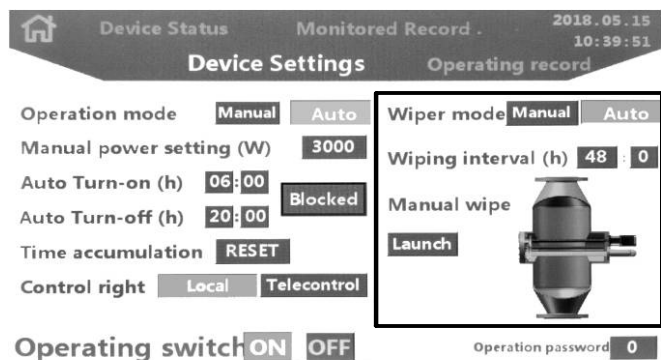 Device Status
Monitored Record .
2018.05.15
10:39:51
Device Settings
Operating record
Operation mode Manual Auto
Manual power setting (W) 3000
Auto Turn-on (h) 06:00
Auto Turn-off (h) 20:00
Blocked
Time accumulation RESET
Control right Local Telecontrol
Operating switch ON OFF
Wiper mode Manual Auto
Wiping interval (h) 48 : 0
Manual wipe
Launch
Operation password 0